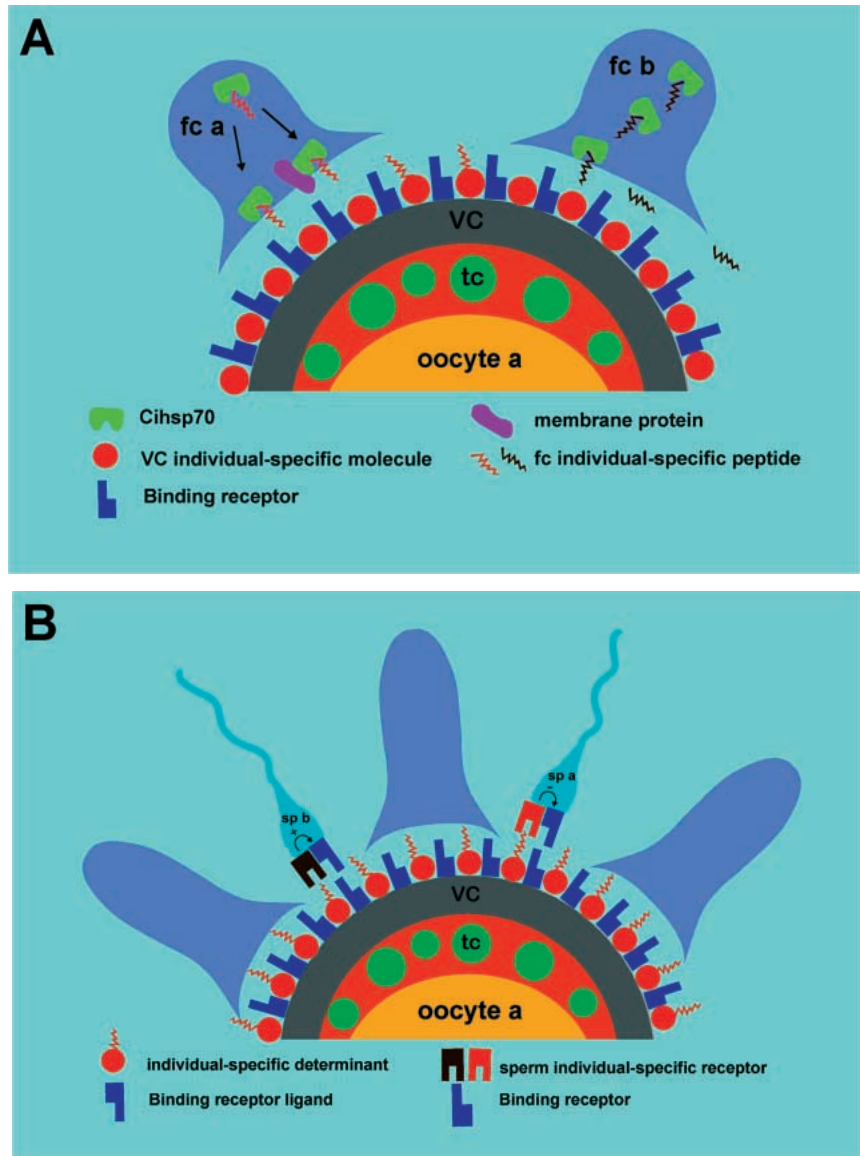 A
fc a
fc b
VC
tc
oocyte a
Cihsp70
membrane protein
VC individual-specific molecule
fc individual-specific peptide
Binding receptor
B
sp b
+
sp a
-
VC
tc
oocyte a
individual-specific determinant
sperm individual-specific receptor
Binding receptor ligand
Binding receptor